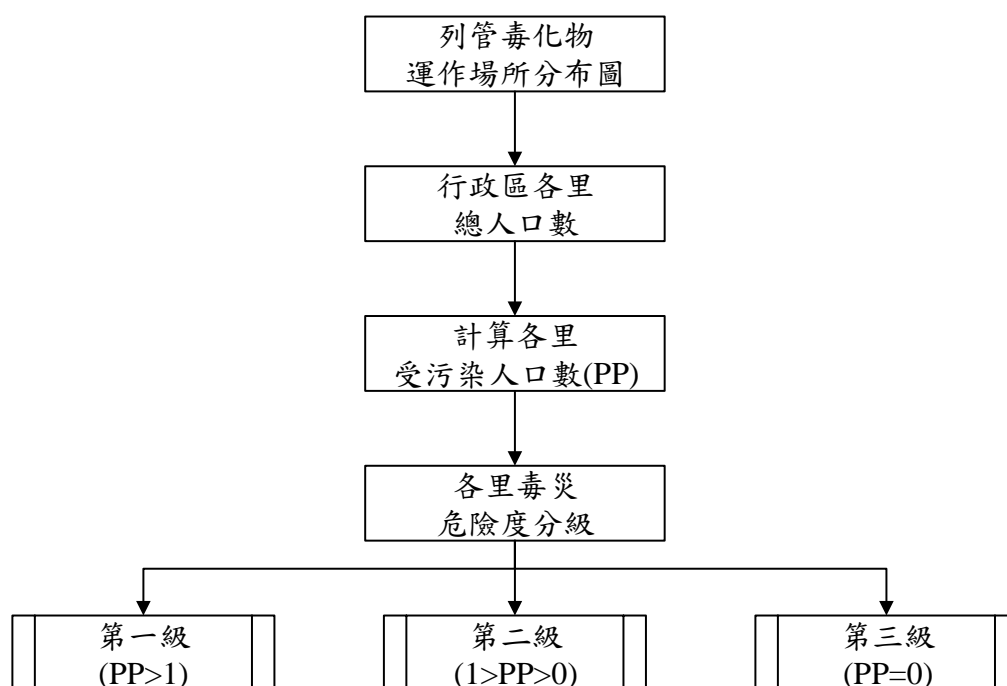 列管毒化物
運作場所分布圖
行政區各里
總人口數
計算各里
受污染人口數(PP)
各里毒災
危險度分級
第一級
(PP>1)
第二級
(1>PP>0)
第三級
(PP=0)